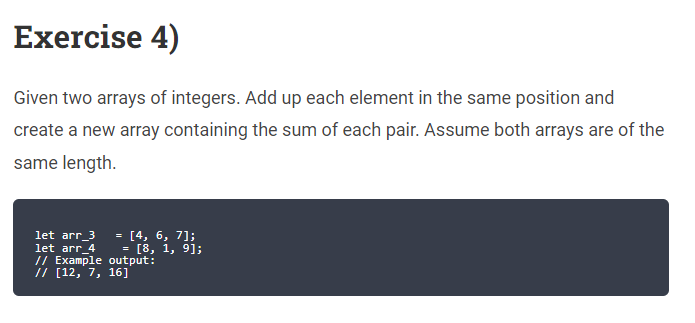 Exercise 4)
Given two arrays of integers. Add up each element in the same position and
create a new array containing the sum of each pair. Assume both arrays are of the
same length.
let arr_3   = [4, 6, 7];
let arr_4    = [8, 1, 9];
// Example output:
// [12, 7, 16]